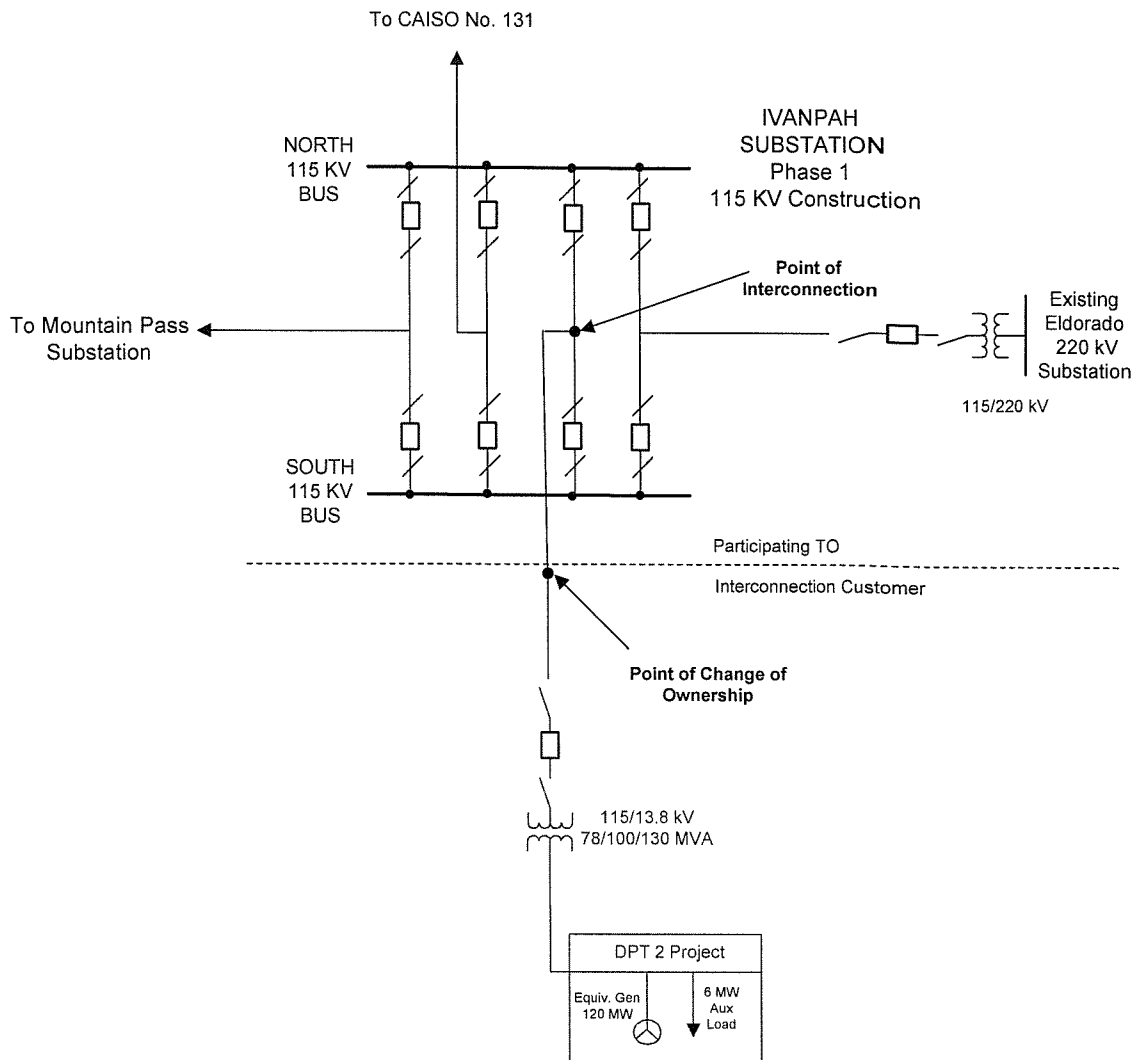 To CAISO No. 131
IVANPAH
SUBSTATION
Phase 1
115 KV Construction
NORTH
115 KV
BUS
Point of
Interconnection
To Mountain Pass
Substation
Existing
Eldorado
220 kV
Substation
115/220 kV
SOUTH
115 KV
BUS
Participating TO
Interconnection Customer
Point of Change of
Ownership
115/13.8 kV
78/100/130 MVA
DPT 2 Project
Equiv. Gen
120 MW
6 MW
Aux
Load